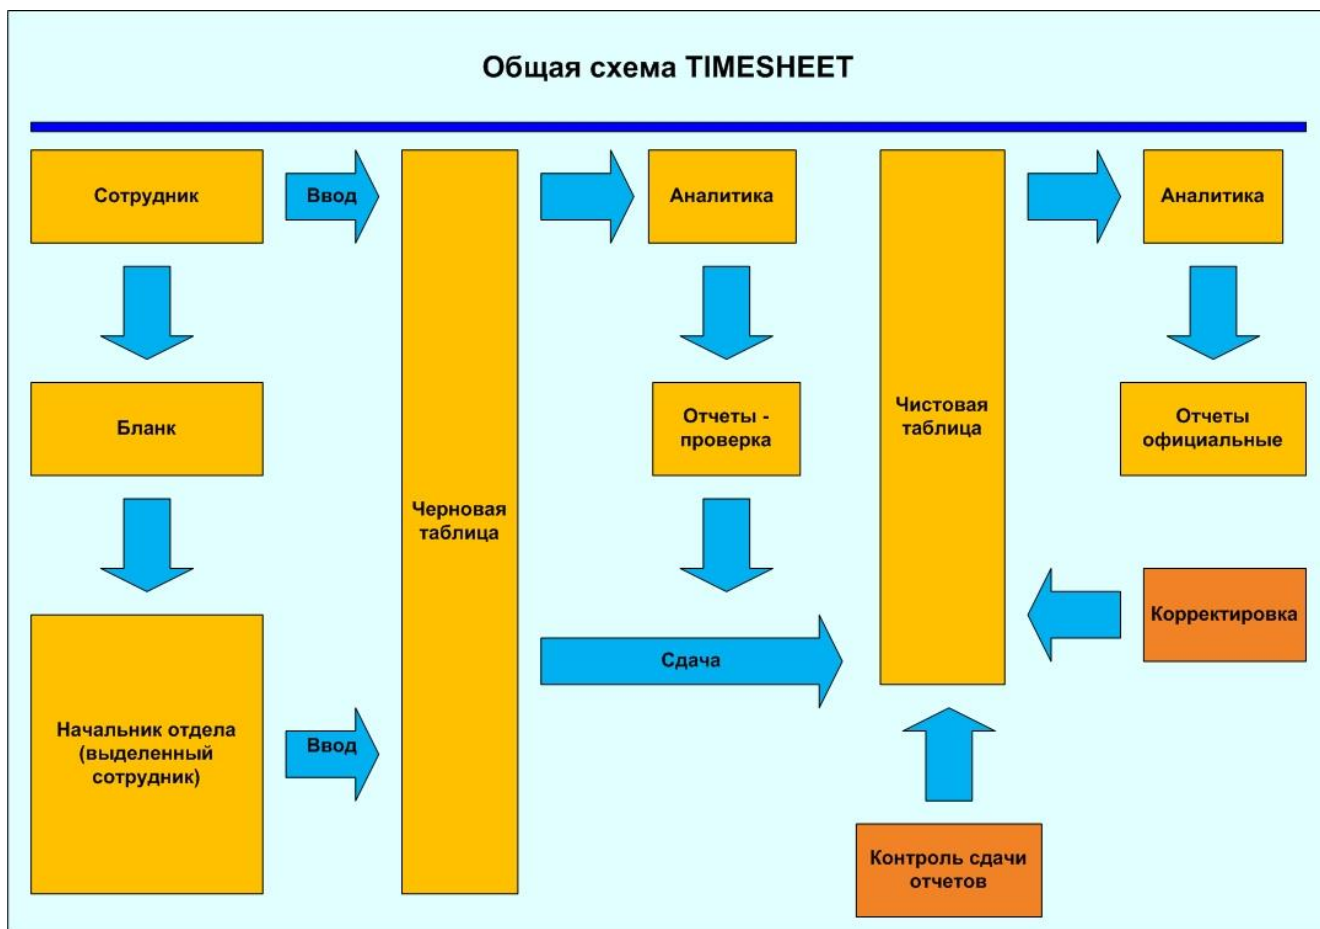 Общая схема TIMESHEET
Сотрудник
Ввод
Аналитика
Аналитика
Бланк
Отчеты -
проверка
Чистовая
таблица
Отчеты
официальные
Черновая
таблица
Корректировка
Сдача
Начальник отдела
(выделенный
сотрудник)
Ввод
Контроль сдачи
отчетов